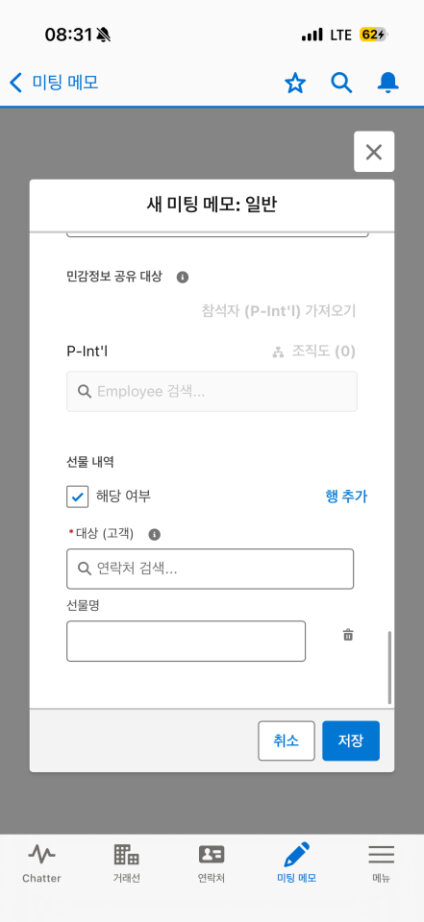 08:31
LTE 62
미팅 메모
새 미팅 메모: 일반
민감정보 공유 대상
참석자 (P-Int'l) 가져오기
P-Int'l 조직도 (0)
Employee 검색...
선물 내역
해당 여부 행 추가
*대상 (고객)
연락처 검색...
선물명
취소 저장
Chatter 거래선 연락처 미팅 메모 메뉴